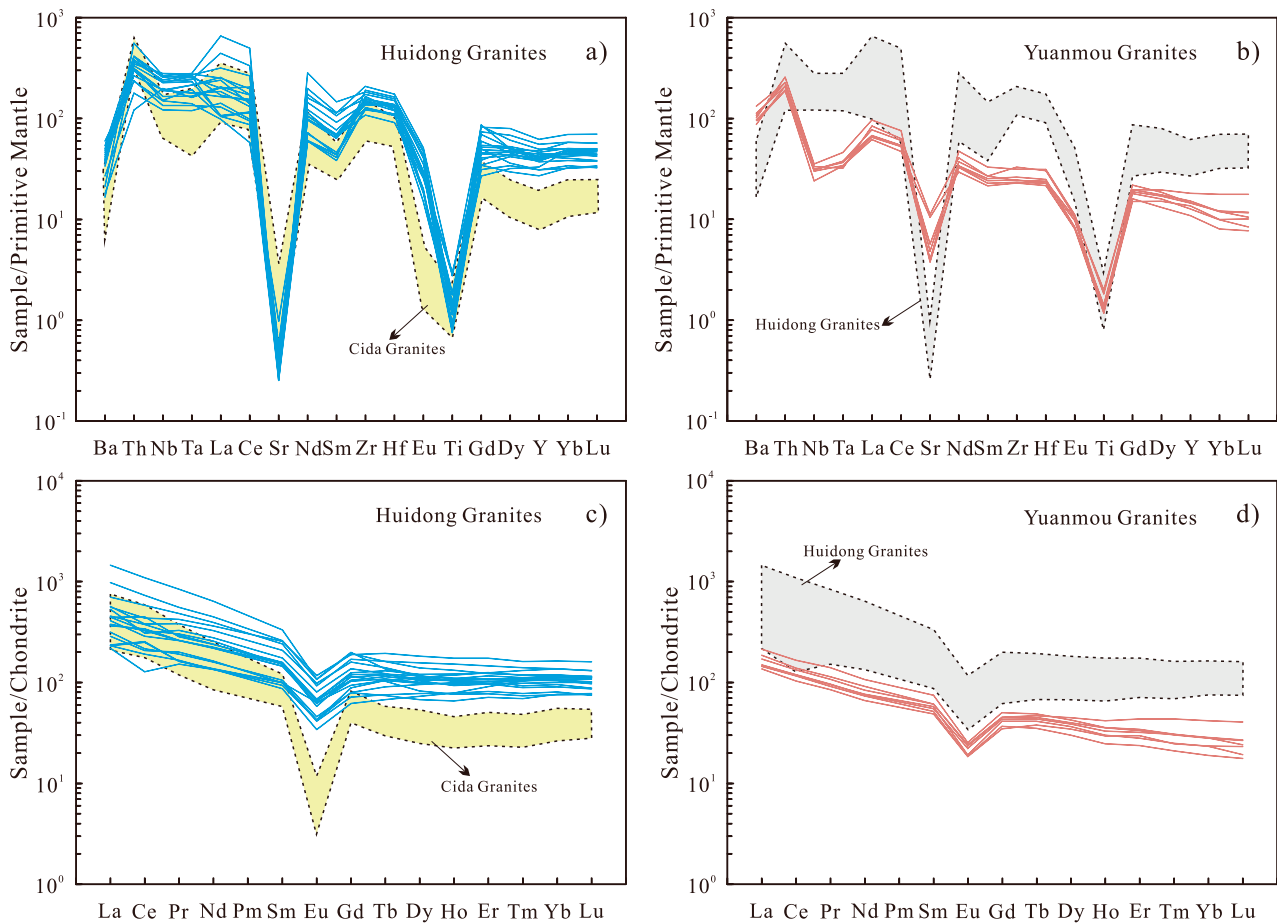 Huidong Granites a)
Sample/Primitive Mantle
10³
10²
10¹
10⁰
10⁻¹
Cida Granites
Ba Th Nb Ta La Ce Sr Nd Sm Zr Hf Eu Ti Gd Dy Y Yb Lu
Yuanmou Granites b)
Sample/Primitive Mantle
10³
10²
10¹
10⁰
10⁻¹
Huidong Granites
Ba Th Nb Ta La Ce Sr Nd Sm Zr Hf Eu Ti Gd Dy Y Yb Lu
Huidong Granites c)
Sample/Chondrite
10⁴
10³
10²
10¹
10⁰
Cida Granites
La Ce Pr Nd Pm Sm Eu Gd Tb Dy Ho Er Tm Yb Lu
Yuanmou Granites d)
Sample/Chondrite
10⁴
10³
10²
10¹
10⁰
Huidong Granites
La Ce Pr Nd Pm Sm Eu Gd Tb Dy Ho Er Tm Yb Lu